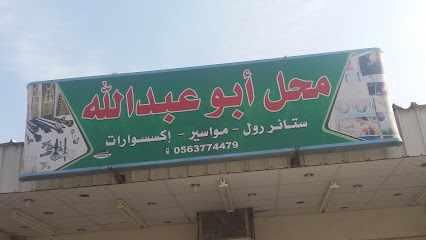 محل أبو عبدالله
ستائر رول - مواسير - إكسسوارات
0563774479